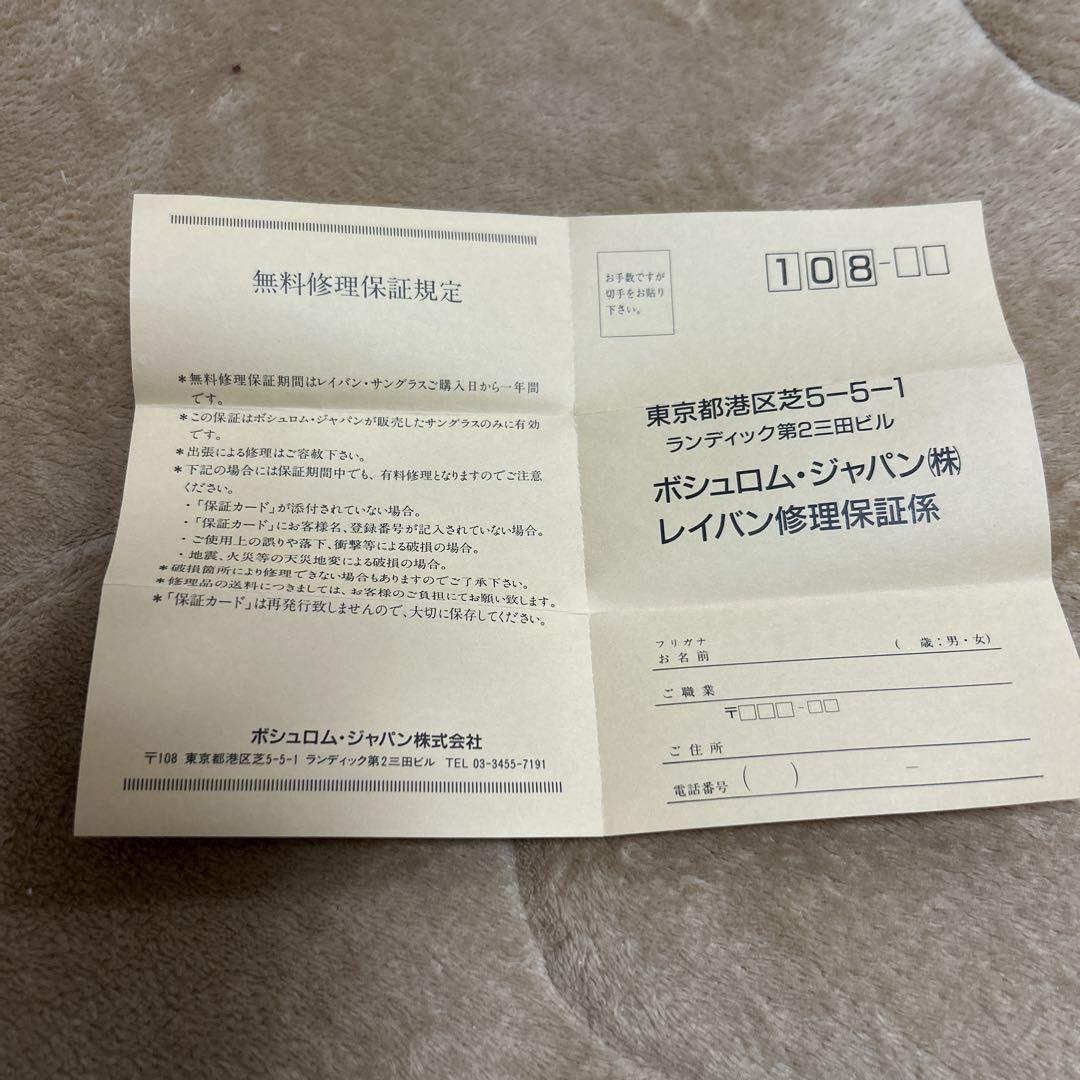 無料修理保証規定
＊無料修理保証期間はレイバン・サングラスご購入日から一年間
です。
＊この保証はボシュロム・ジャパンが販売したサングラスのみに有効
です。
＊出張による修理はご容赦下さい。
＊下記の場合には保証期間中でも、有料修理となりますのでご注意
ください。
・「保証カード」が添付されていない場合。
・「保証カード」にお客様名、登録番号が記入されていない場合。
・ご使用上の誤りや落下、衝撃等による破損の場合。
・地震、火災等の天災地変による破損の場合。
＊破損箇所により修理できない場合もありますのでご了承下さい。
＊修理品の送料につきましては、お客様のご負担にてお願い致します。
＊「保証カード」は再発行致しませんので、大切に保存してください。
ボシュロム・ジャパン株式会社
〒108 東京都港区芝5-5-1 ランディック第2三田ビル TEL 03-3455-7191
お手数ですが
切手をお貼り
下さい。
108-□□
東京都港区芝5-5-1
ランディック第2三田ビル
ボシュロム・ジャパン㈱
レイバン修理保証係
フリガナ
お名前 ( 歳:男・女)
ご職業
〒□□□-□□
ご住所
電話番号 ( ) -